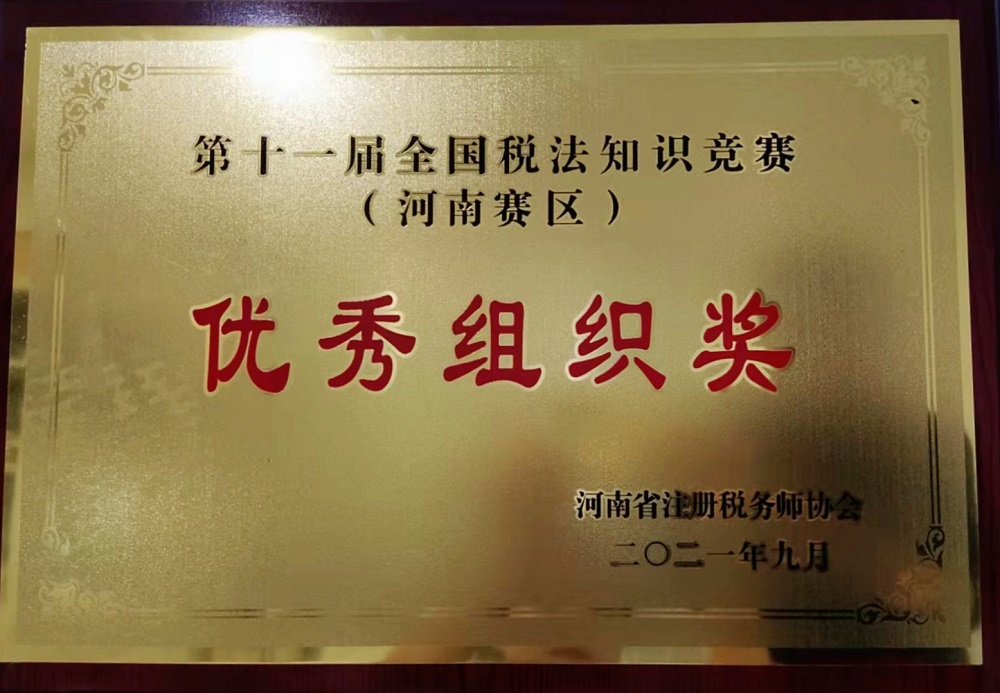 第十一届全国税法知识竞赛
（河南赛区）
优秀组织奖
河南省注册税务师协会
二〇二一年九月